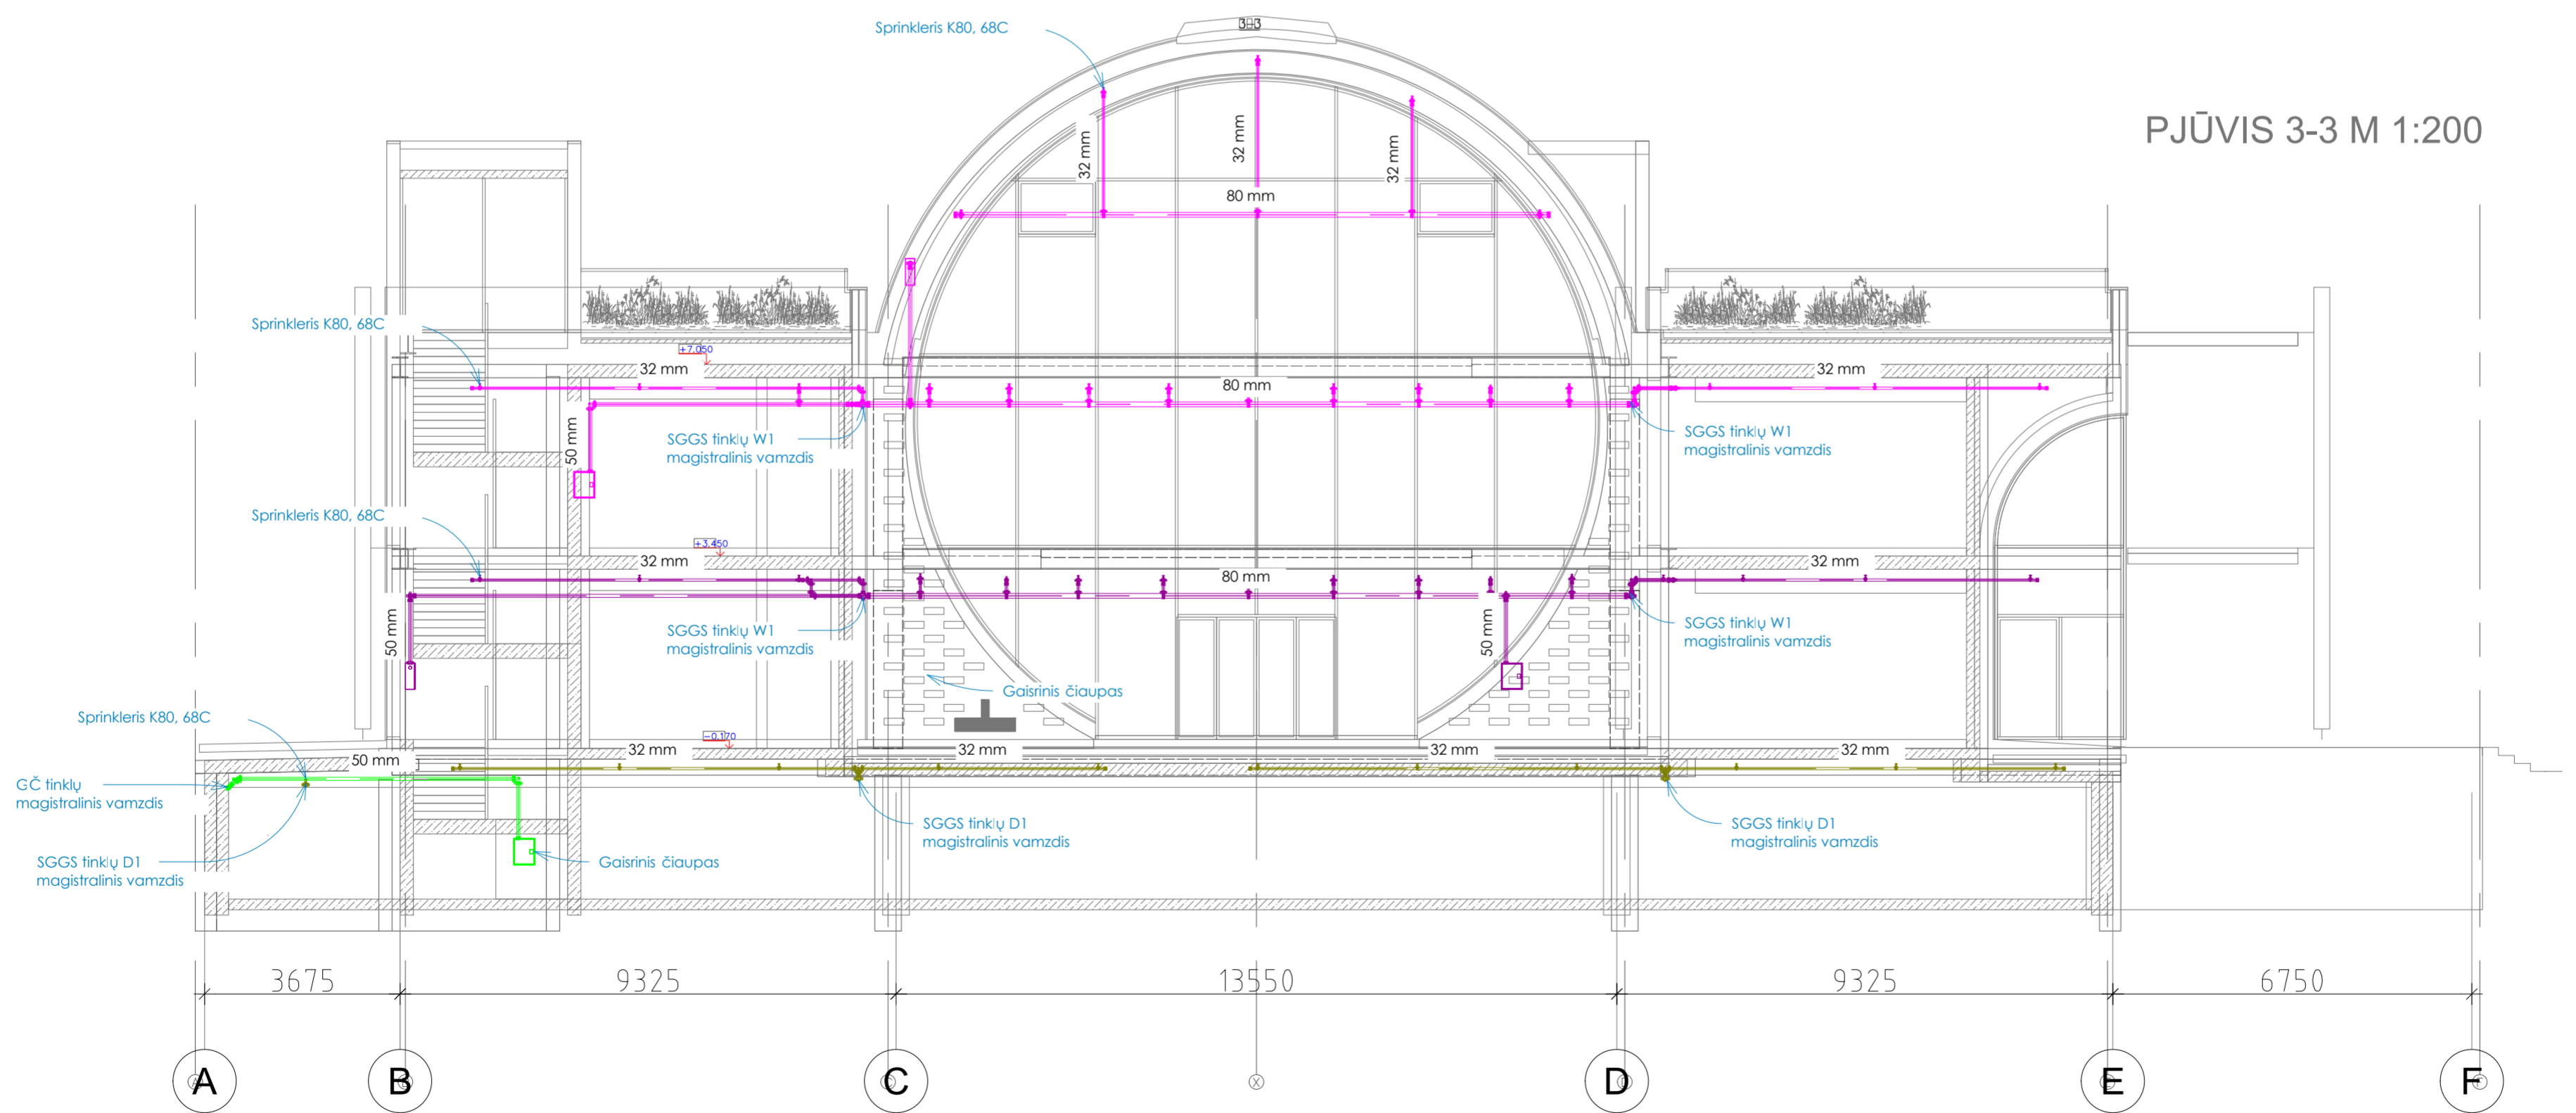 3-3
Sprinkleris K80, 68C
PJŪVIS 3-3 M 1:200
32 mm
32 mm
32 mm
80 mm
Sprinkleris K80, 68C
+7.050
32 mm
80 mm
32 mm
50 mm
SGGS tinklų W1
magistralinis vamzdis
SGGS tinklų W1
magistralinis vamzdis
Sprinkleris K80, 68C
+3.450
32 mm
80 mm
32 mm
50 mm
SGGS tinklų W1
magistralinis vamzdis
50 mm
SGGS tinklų W1
magistralinis vamzdis
Gaisrinis čiaupas
Sprinkleris K80, 68C
-0.170
50 mm
32 mm
32 mm
32 mm
32 mm
GČ tinklų
magistralinis vamzdis
SGGS tinklų D1
magistralinis vamzdis
SGGS tinklų D1
magistralinis vamzdis
SGGS tinklų D1
magistralinis vamzdis
Gaisrinis čiaupas
3675
9325
13550
9325
6750
A
B
C
X
D
E
F